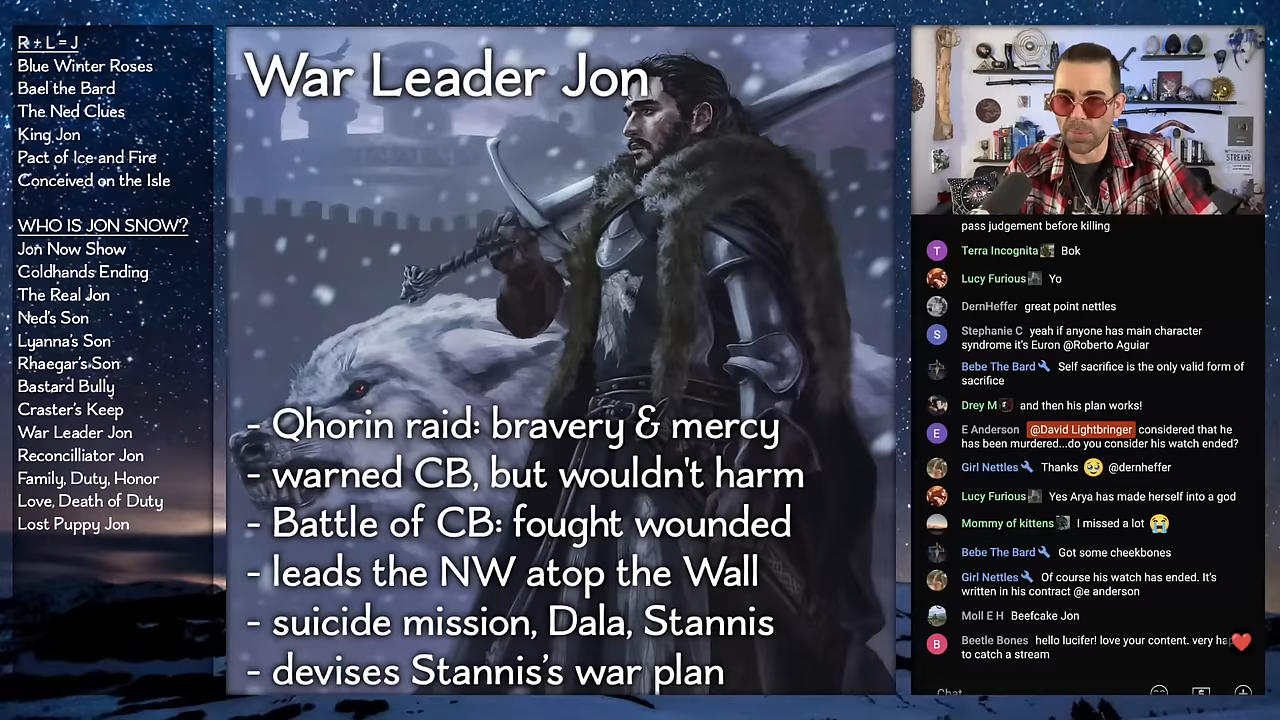 R + L = J
Blue Winter Roses
Bael the Bard
The Ned Clues
King Jon
Pact of Ice and Fire
Conceived on the Isle
WHO IS JON SNOW?
Jon Now Show
Coldhands Ending
The Real Jon
Ned's Son
Lyanna's Son
Rhaegar's Son
Bastard Bully
Craster's Keep
War Leader Jon
Reconcilliator Jon
Family, Duty, Honor
Love, Death of Duty
Lost Puppy Jon
War Leader Jon
- Qhorin raid: bravery & mercy
- warned CB, but wouldn't harm
- Battle of CB: fought wounded
- leads the NW atop the Wall
- suicide mission, Dala, Stannis
- devises Stannis's war plan
STREAMR
pass judgement before killing
T Terra Incognita Bok
Lucy Furious Yo
DernHeffer great point nettles
S Stephanie C yeah if anyone has main character
syndrome it's Euron @Roberto Aguiar
Bebe The Bard Self sacrifice is the only valid form of
sacrifice
Drey M and then his plan works!
E E Anderson @David Lightbringer considered that he
has been murdered...do you consider his watch ended?
Girl Nettles Thanks 🥹 @dernheffer
Lucy Furious Yes Arya has made herself into a god
Mommy of kittens I missed a lot 😭
Bebe The Bard Got some cheekbones
Girl Nettles Of course his watch has ended. It's
written in his contract @e anderson
Moll E H Beefcake Jon
B Beetle Bones hello lucifer! love your content. very
to catch a stream
Chat